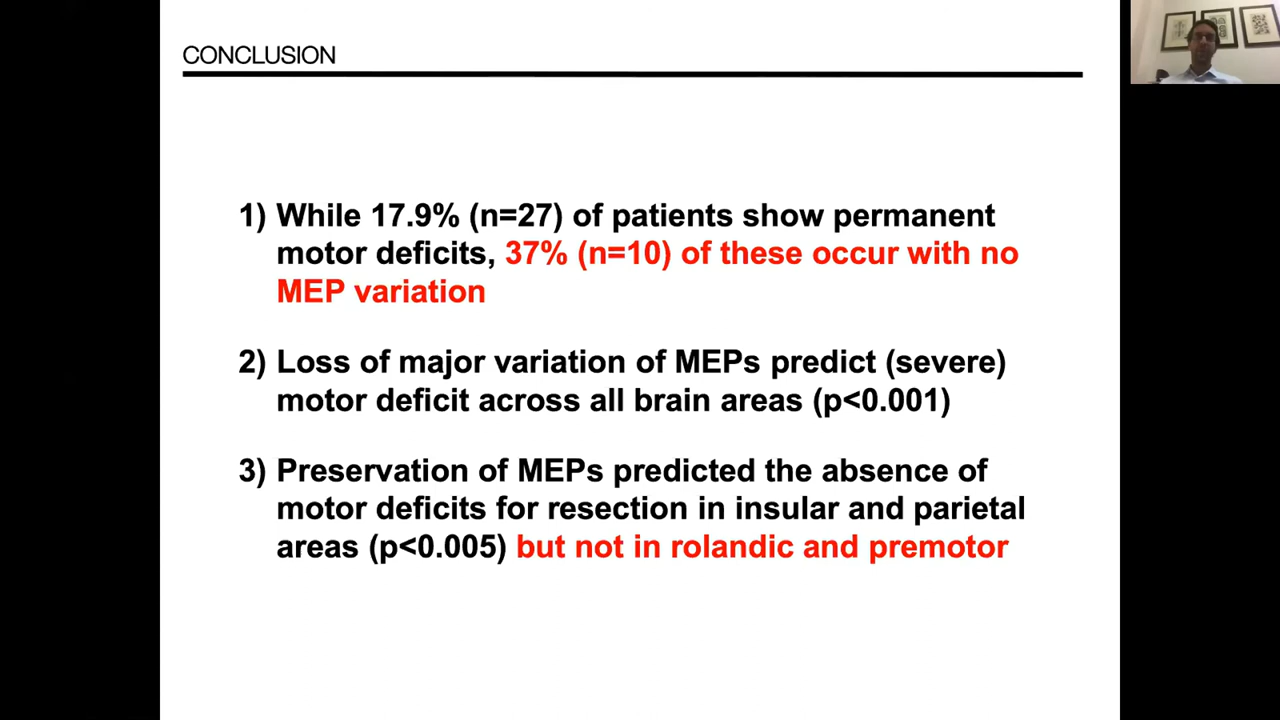 CONCLUSION
1) While 17.9% (n=27) of patients show permanent
motor deficits, 37% (n=10) of these occur with no
MEP variation
2) Loss of major variation of MEPs predict (severe)
motor deficit across all brain areas (p<0.001)
3) Preservation of MEPs predicted the absence of
motor deficits for resection in insular and parietal
areas (p<0.005) but not in rolandic and premotor